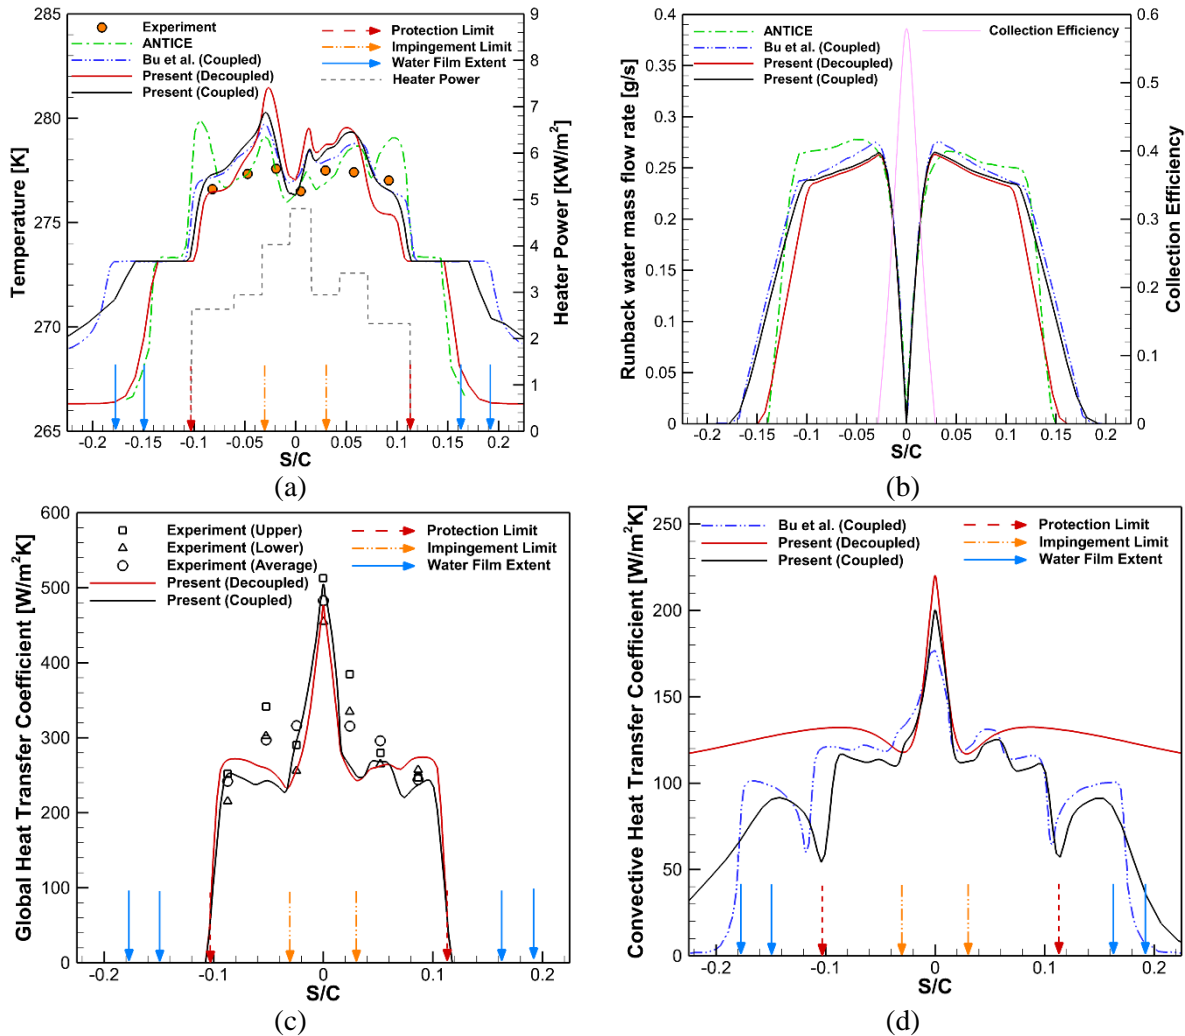 Temperature [K]
285
280
275
270
265
Experiment
ANTICE
Bu et al. (Coupled)
Present (Decoupled)
Present (Coupled)
Protection Limit
Impingement Limit
Water Film Extent
Heater Power
9
8
7
6
5
4
3
2
1
0
Heater Power [KW/m²]
-0.2 -0.15 -0.1 -0.05 0 0.05 0.1 0.15 0.2
S/C
(a)
Runback water mass flow rate [g/s]
0.4
0.35
0.3
0.25
0.2
0.15
0.1
0.05
0
ANTICE
Bu et al. (Coupled)
Present (Decoupled)
Present (Coupled)
Collection Efficiency
0.6
0.5
0.4
0.3
0.2
0.1
0
Collection Efficiency
-0.2 -0.15 -0.1 -0.05 0 0.05 0.1 0.15 0.2
S/C
(b)
Global Heat Transfer Coefficient [W/m²K]
600
500
400
300
200
100
0
Experiment (Upper)
Experiment (Lower)
Experiment (Average)
Present (Decoupled)
Present (Coupled)
Protection Limit
Impingement Limit
Water Film Extent
-0.2 -0.1 0 0.1 0.2
S/C
(c)
Convective Heat Transfer Coefficient [W/m²K]
250
200
150
100
50
0
Bu et al. (Coupled)
Present (Decoupled)
Present (Coupled)
Protection Limit
Impingement Limit
Water Film Extent
-0.2 -0.1 0 0.1 0.2
S/C
(d)